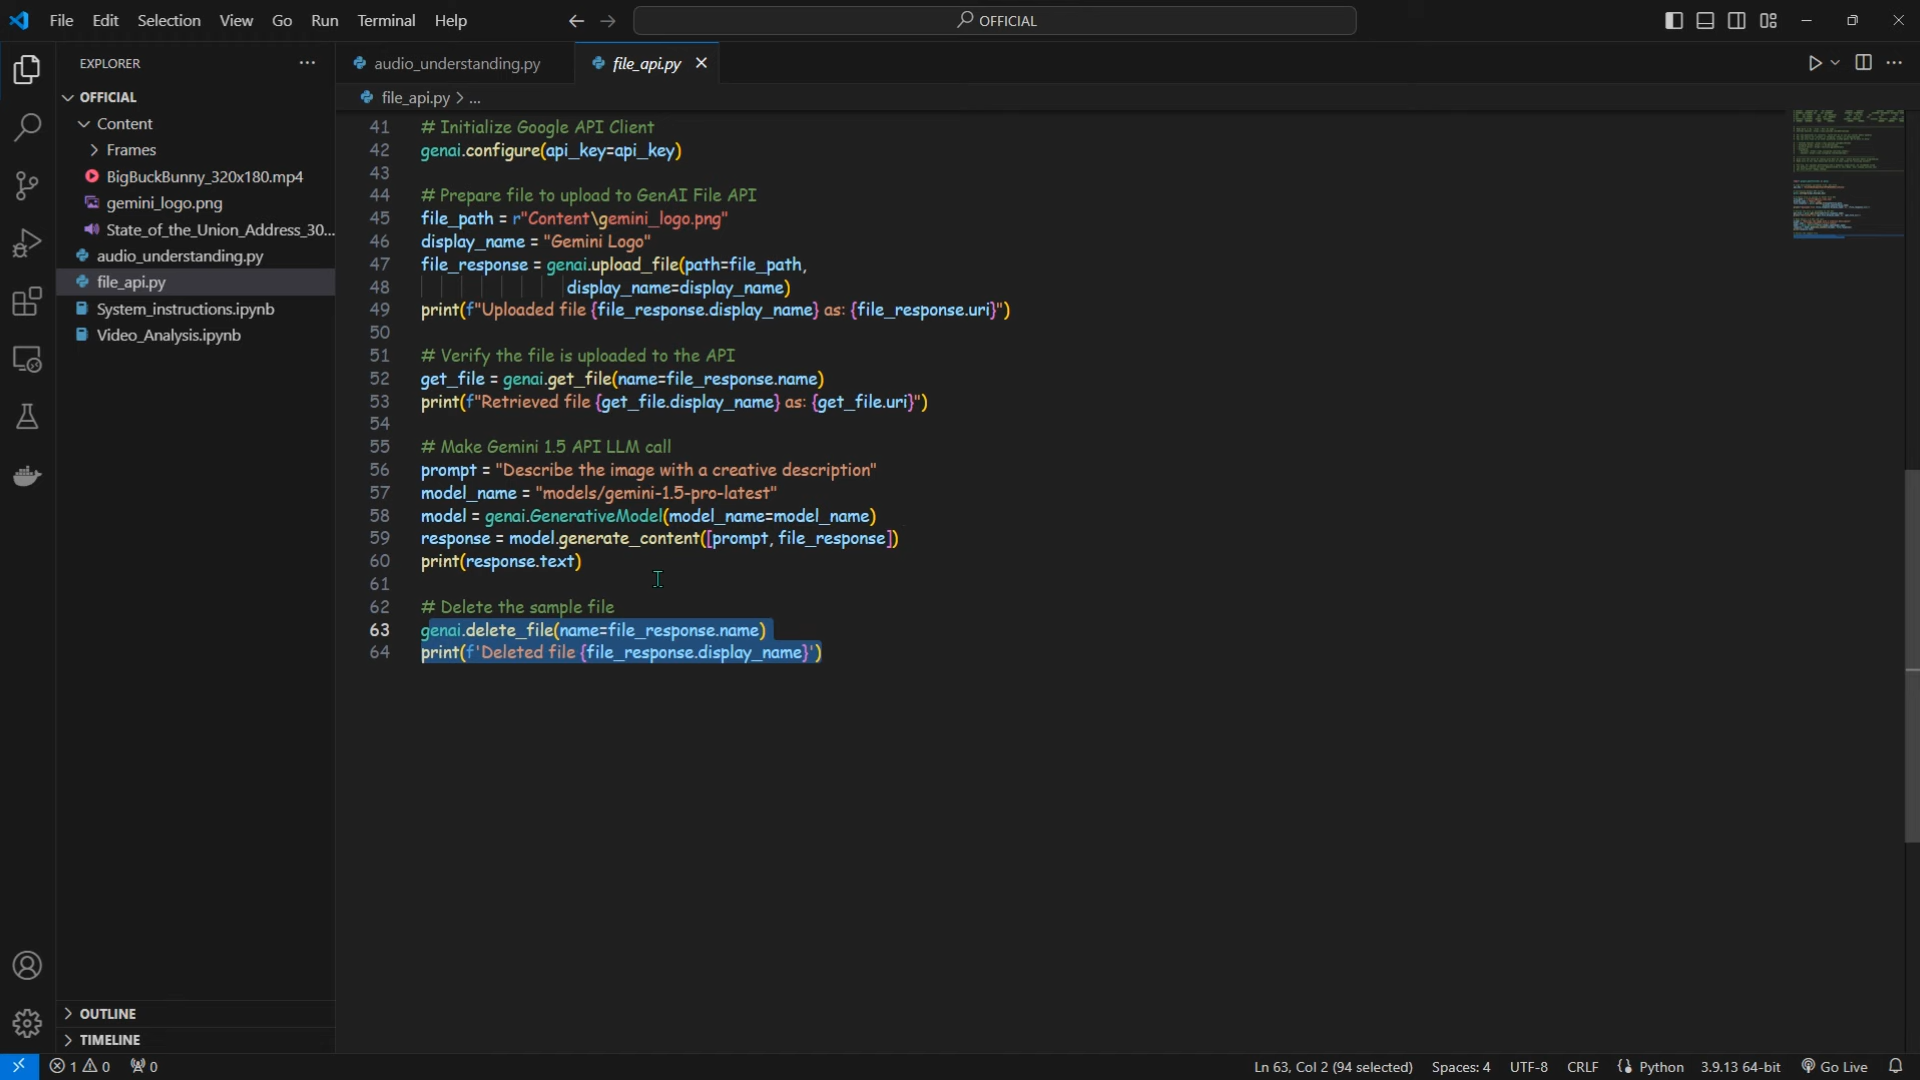 File Edit Selection View Go Run Terminal Help
OFFICIAL
EXPLORER
OFFICIAL
Content
Frames
BigBuckBunny_320x180.mp4
gemini_logo.png
State_of_the_Union_Address_30...
audio_understanding.py
file_api.py
System_instructions.ipynb
Video_Analysis.ipynb
OUTLINE
TIMELINE
audio_understanding.py file_api.py
file_api.py > ...
41 # Initialize Google API Client
42 genai.configure(api_key=api_key)
43
44 # Prepare file to upload to GenAI File API
45 file_path = r"Content\gemini_logo.png"
46 display_name = "Gemini Logo"
47 file_response = genai.upload_file(path=file_path,
48 display_name=display_name)
49 print(f"Uploaded file {file_response.display_name} as: {file_response.uri}")
50
51 # Verify the file is uploaded to the API
52 get_file = genai.get_file(name=file_response.name)
53 print(f"Retrieved file {get_file.display_name} as: {get_file.uri}")
54
55 # Make Gemini 1.5 API LLM call
56 prompt = "Describe the image with a creative description"
57 model_name = "models/gemini-1.5-pro-latest"
58 model = genai.GenerativeModel(model_name=model_name)
59 response = model.generate_content([prompt, file_response])
60 print(response.text)
61
62 # Delete the sample file
63 genai.delete_file(name=file_response.name)
64 print(f'Deleted file {file_response.display_name}')
1 0 0 Ln 63, Col 2 (94 selected) Spaces: 4 UTF-8 CRLF Python 3.9.13 64-bit Go Live